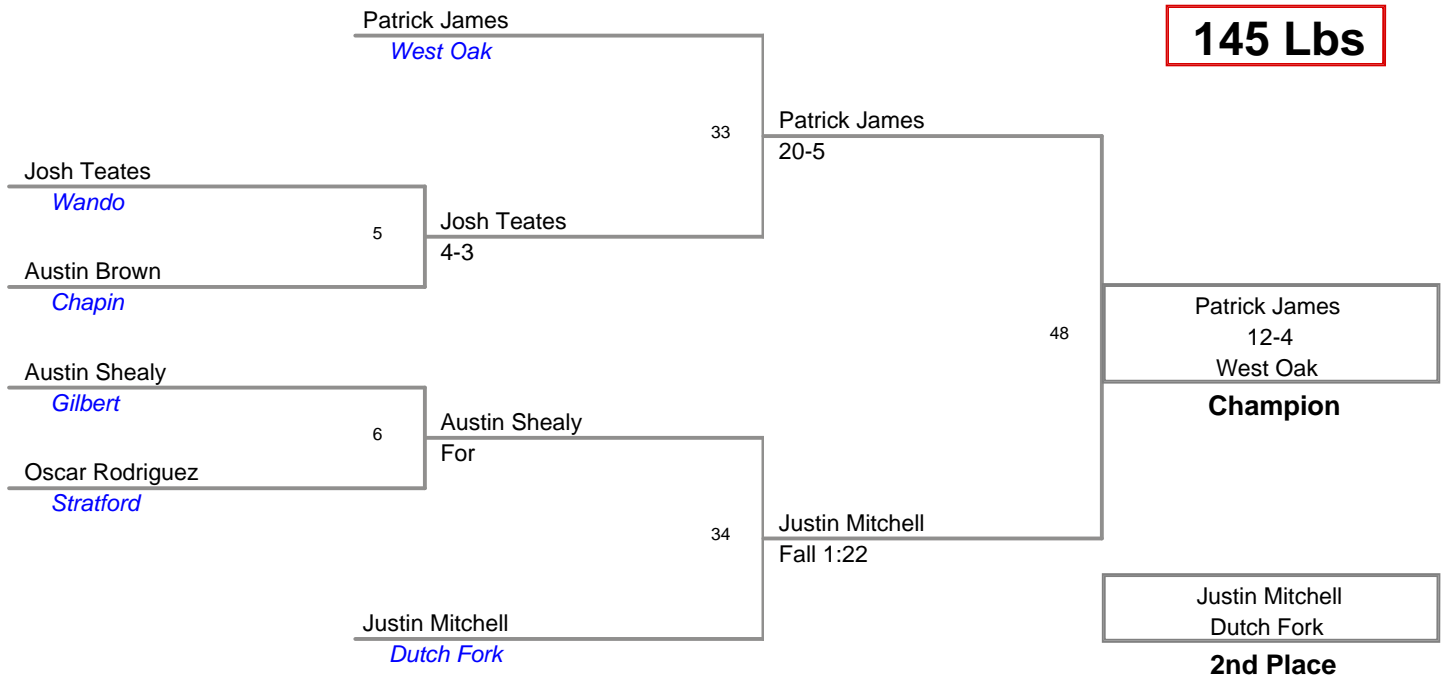 Patrick James
West Oak
145 Lbs
33
Patrick James
20-5
Josh Teates
Wando
5
Josh Teates
4-3
Austin Brown
Chapin
48
Patrick James
12-4
West Oak
Champion
Austin Shealy
Gilbert
6
Austin Shealy
For
Oscar Rodriguez
Stratford
34
Justin Mitchell
Fall 1:22
Justin Mitchell
Dutch Fork
Justin Mitchell
Dutch Fork
2nd Place